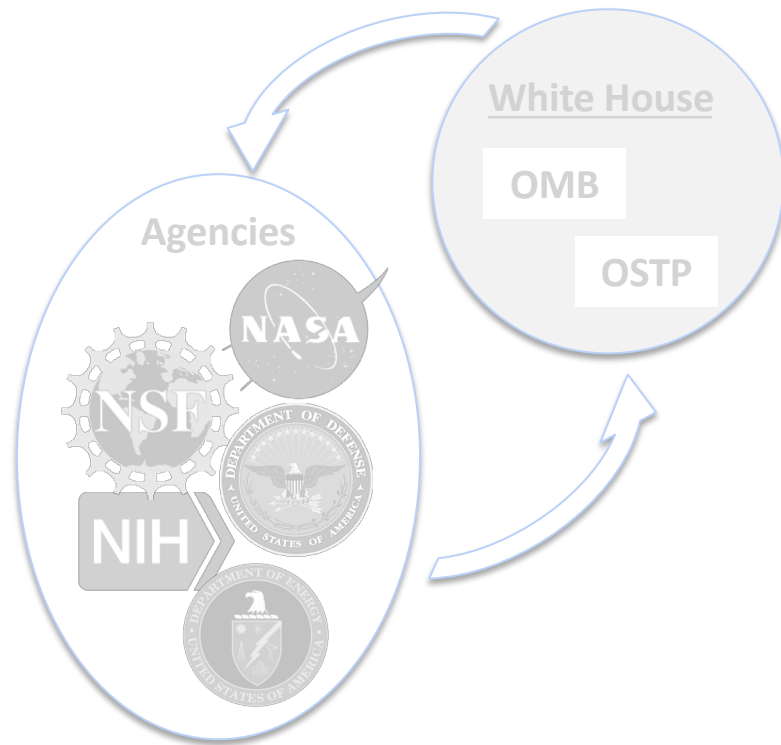 White House
OMB
OSTP
Agencies
NASA
NSF
DEPARTMENT OF DEFENSE
UNITED STATES OF AMERICA
NIH
DEPARTMENT OF ENERGY
UNITED STATES OF AMERICA